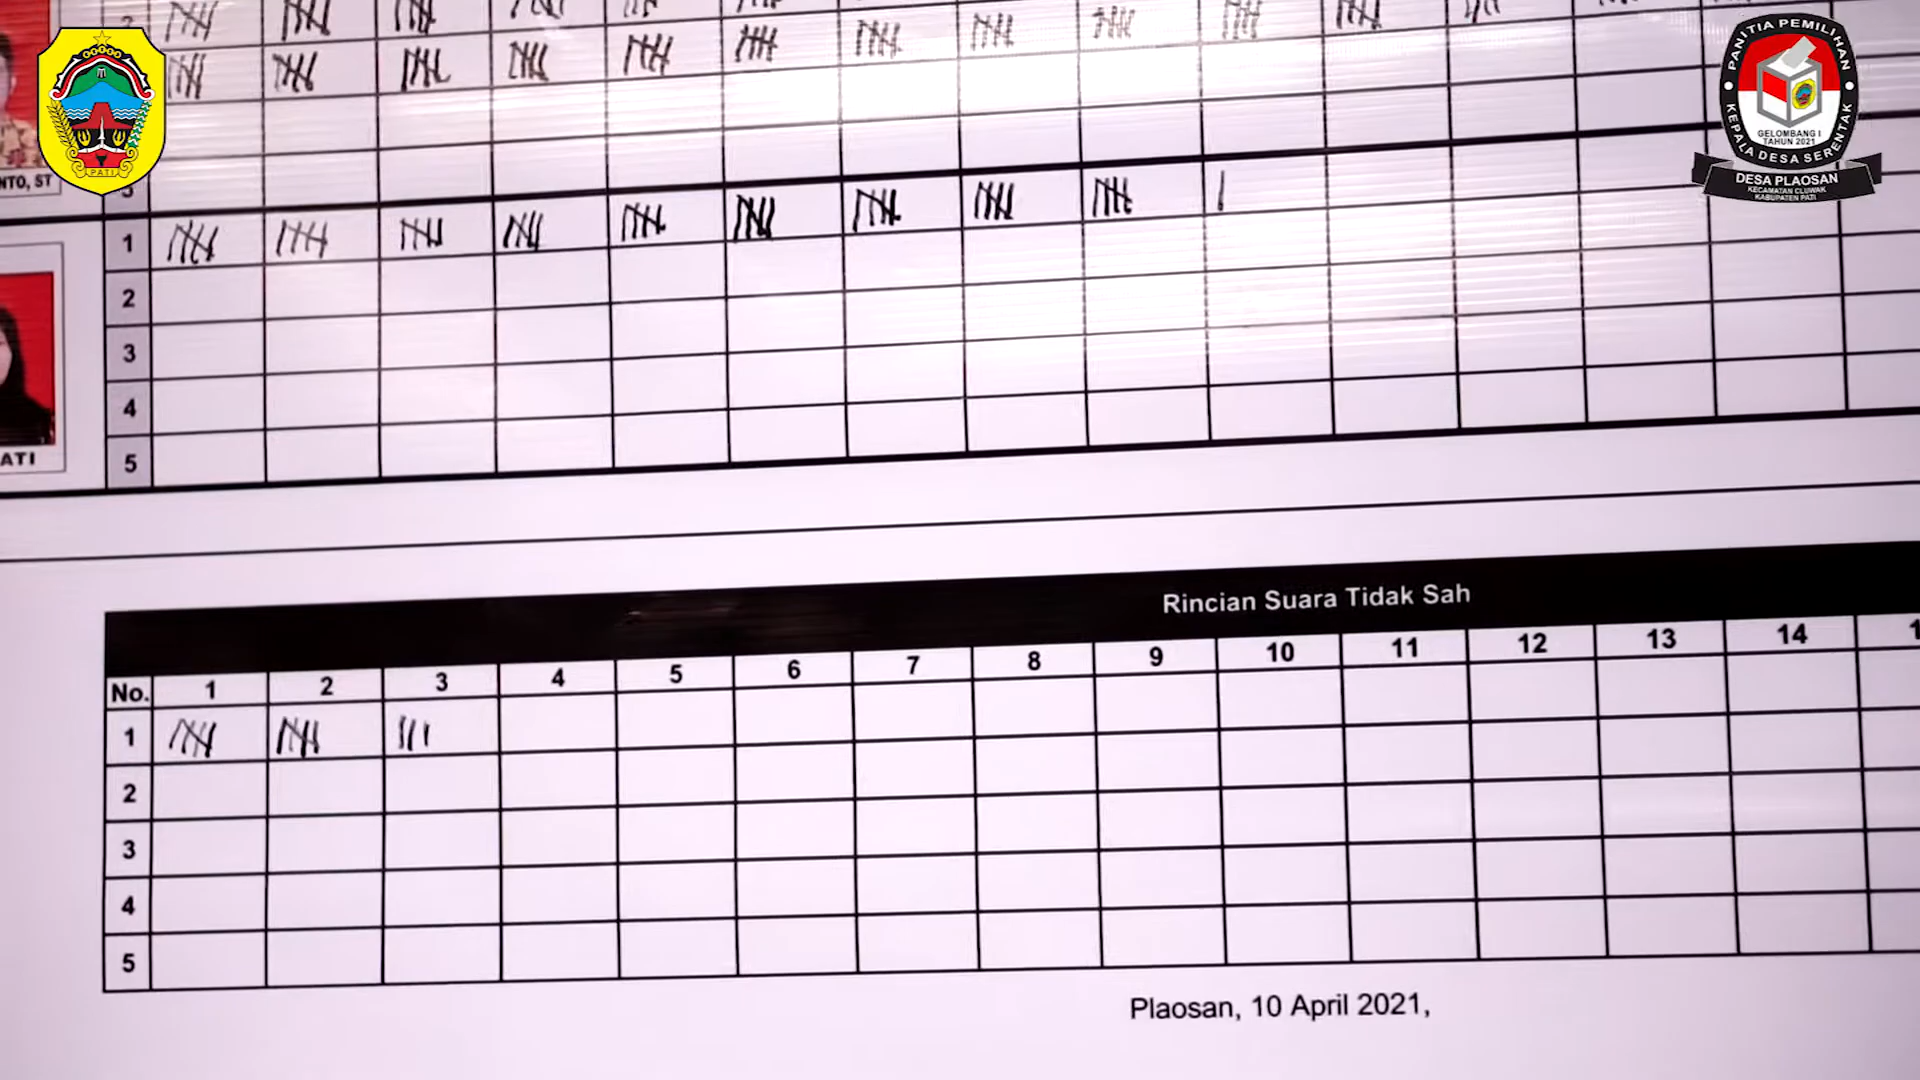 PATI
NTO, ST
PANITIA PEMILIHAN
KEPALA DESA SERENTAK
GELOMBANG I
TAHUN 2021
DESA PLAOSAN
KECAMATAN CLUWAK
KABUPATEN PATI
1
2
3
4
5
ATI
Rincian Suara Tidak Sah
No. 1 2 3 4 5 6 7 8 9 10 11 12 13 14
1
2
3
4
5
Plaosan, 10 April 2021,